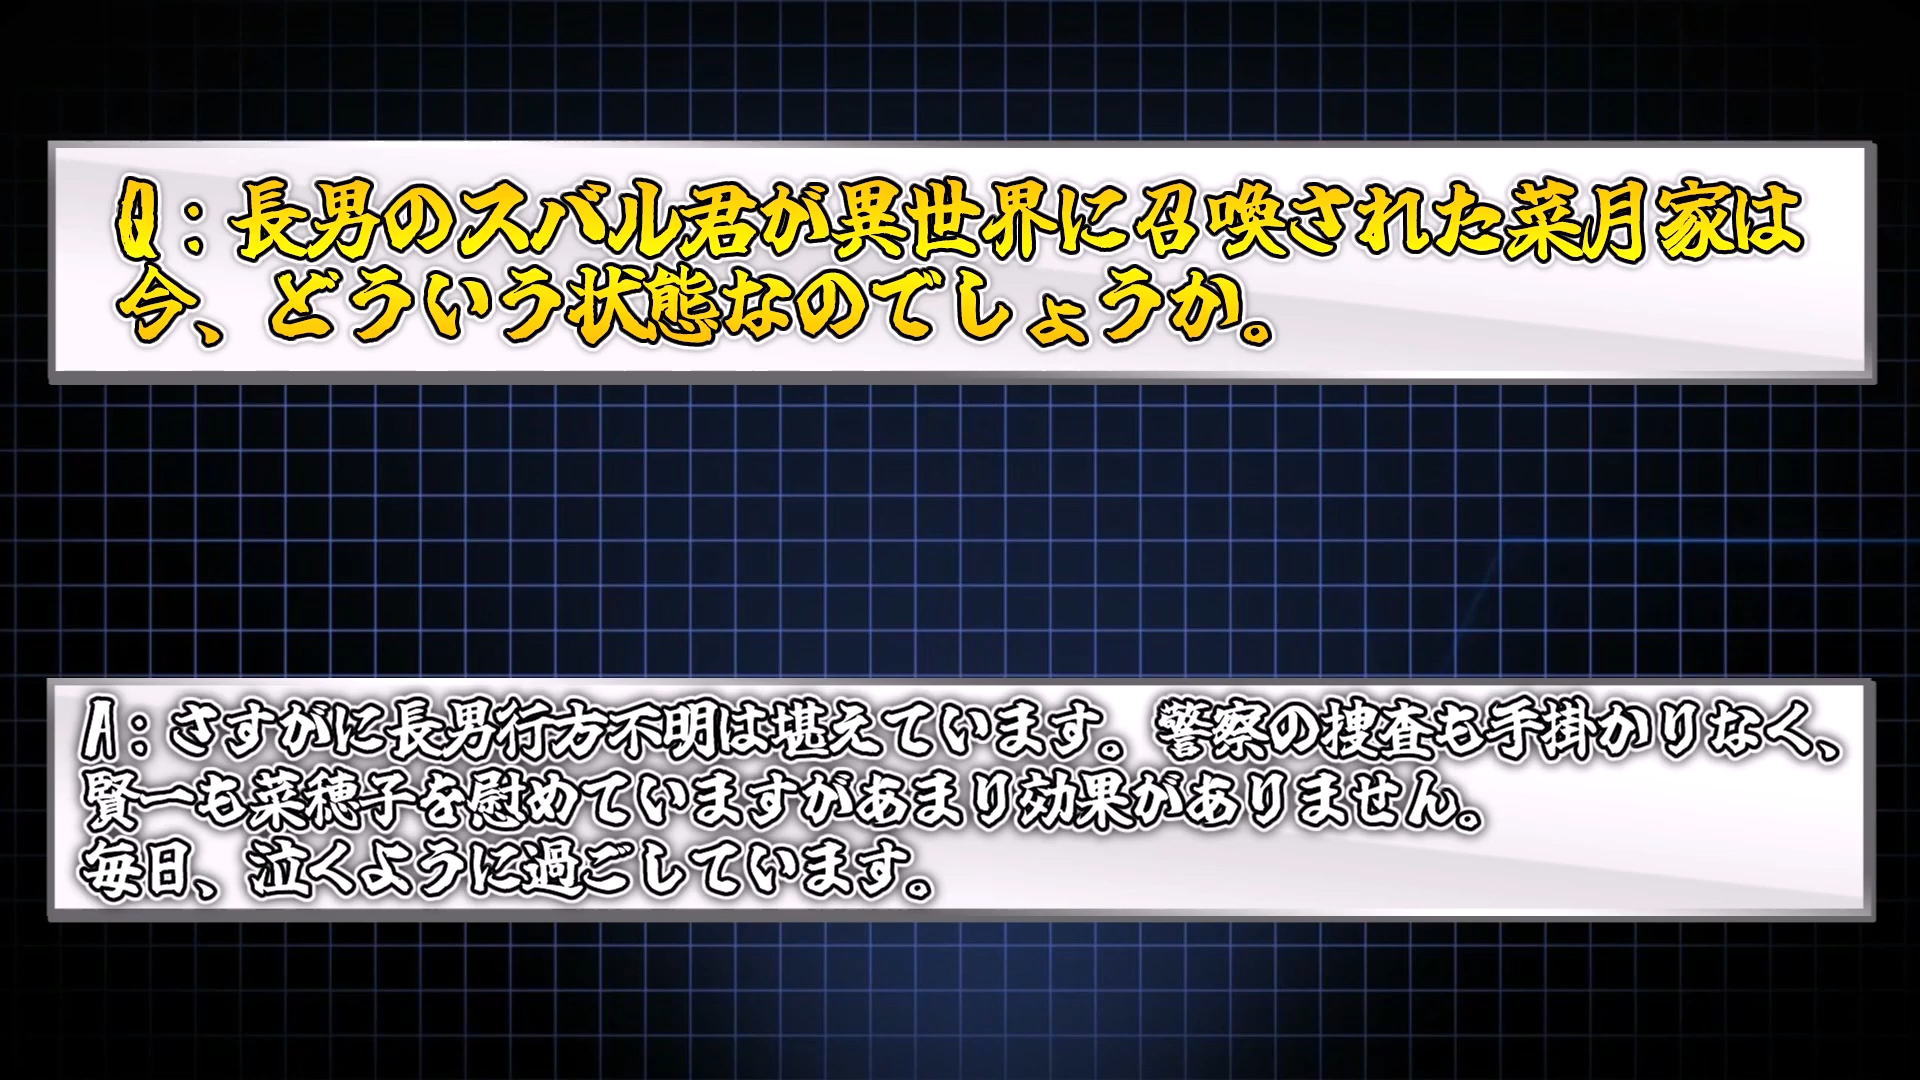 Q：長男のスバル君が異世界に召喚された菜月家は
今、どういう状態なのでしょうか。
A：さすがに長男行方不明は堪えています。警察の捜査も手掛かりなく、
賢一も菜穂子を慰めていますがあまり効果がありません。
毎日、泣くように過ごしています。